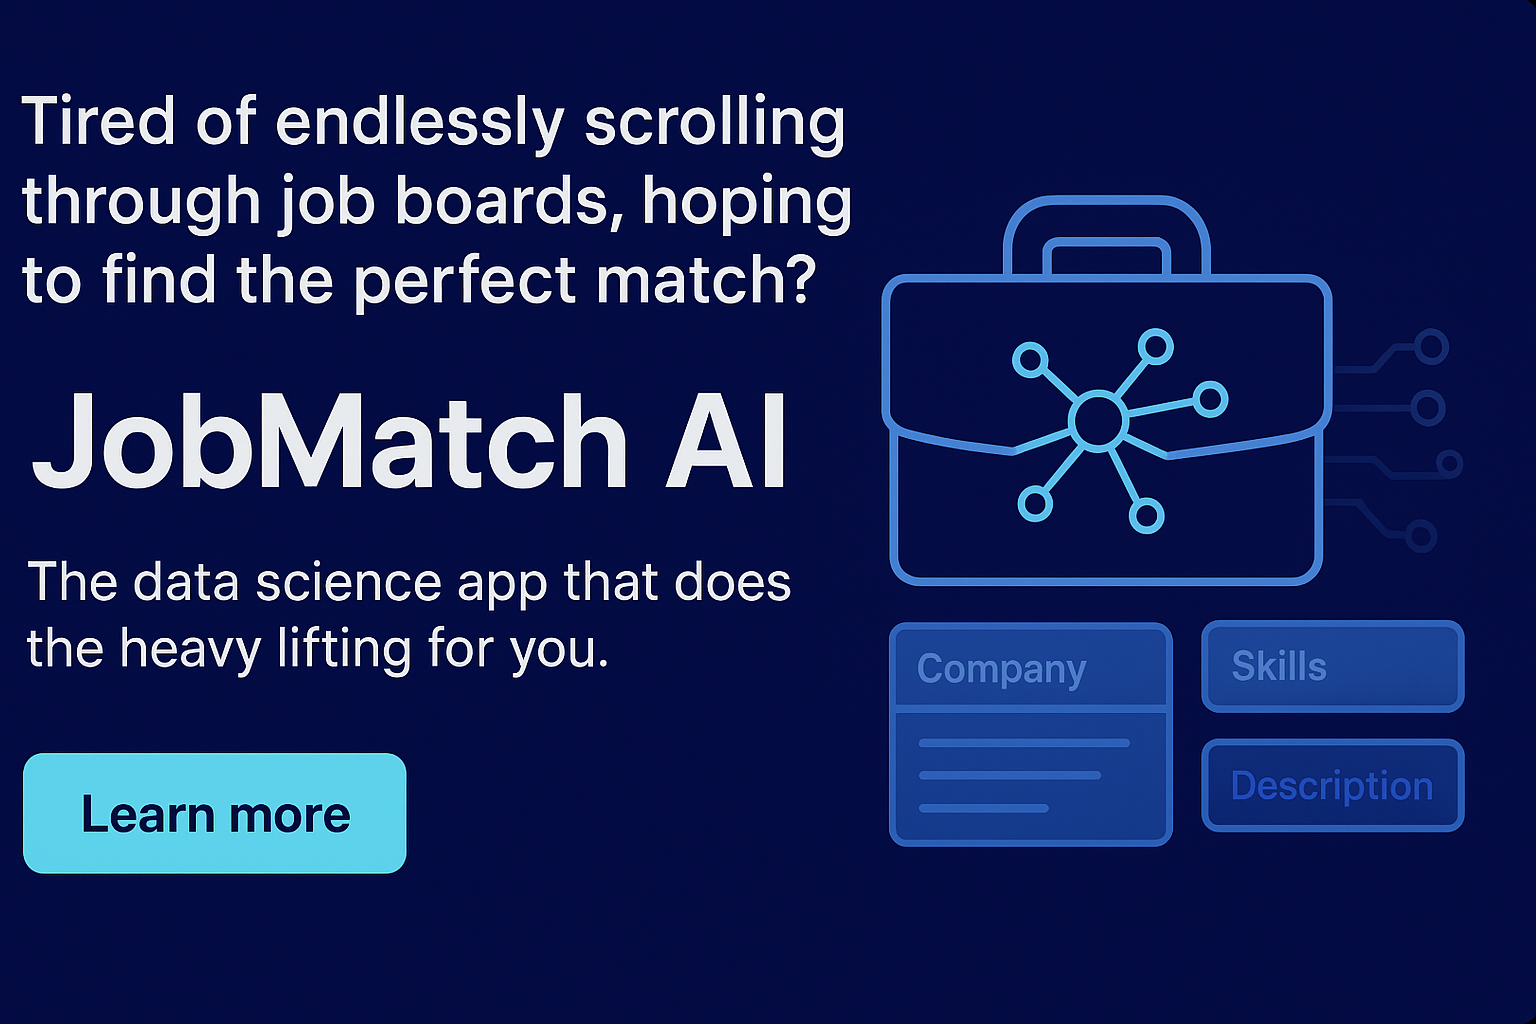 Tired of endlessly scrolling
through job boards, hoping
to find the perfect match?
JobMatch AI
The data science app that does
the heavy lifting for you.
Learn more
Company
Skills
Description